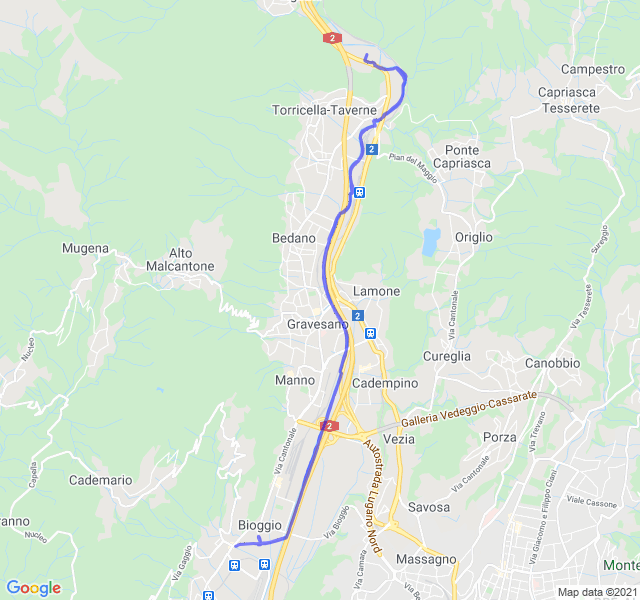 2
Campestro
Capriasca
Tesserete
Torricella-Taverne
Ponte
Capriasca
2
Pian del Maggio
Bedano
Origlio
Sureggio
Mugena
Alto
Malcantone
Lamone
Via Cantonale
Via Tesserete
2
Gravesano
Nucleo
Cureglia
Canobbio
Manno
Cadempino
Galleria Vedeggio-Cassarate
2
Via Cantonale
Vezia
Porza
Via Trevano
Autostrada Lugano Nord
Capella
Cademario
Via Cantonale
Via Giacomo e Filippo Ciani
Viale Cassone
Savosa
Bioggio
Via Bioggio
Nucleo
Via Gaggio
Via Camara
Massagno
Monte
Google
Map data ©2021